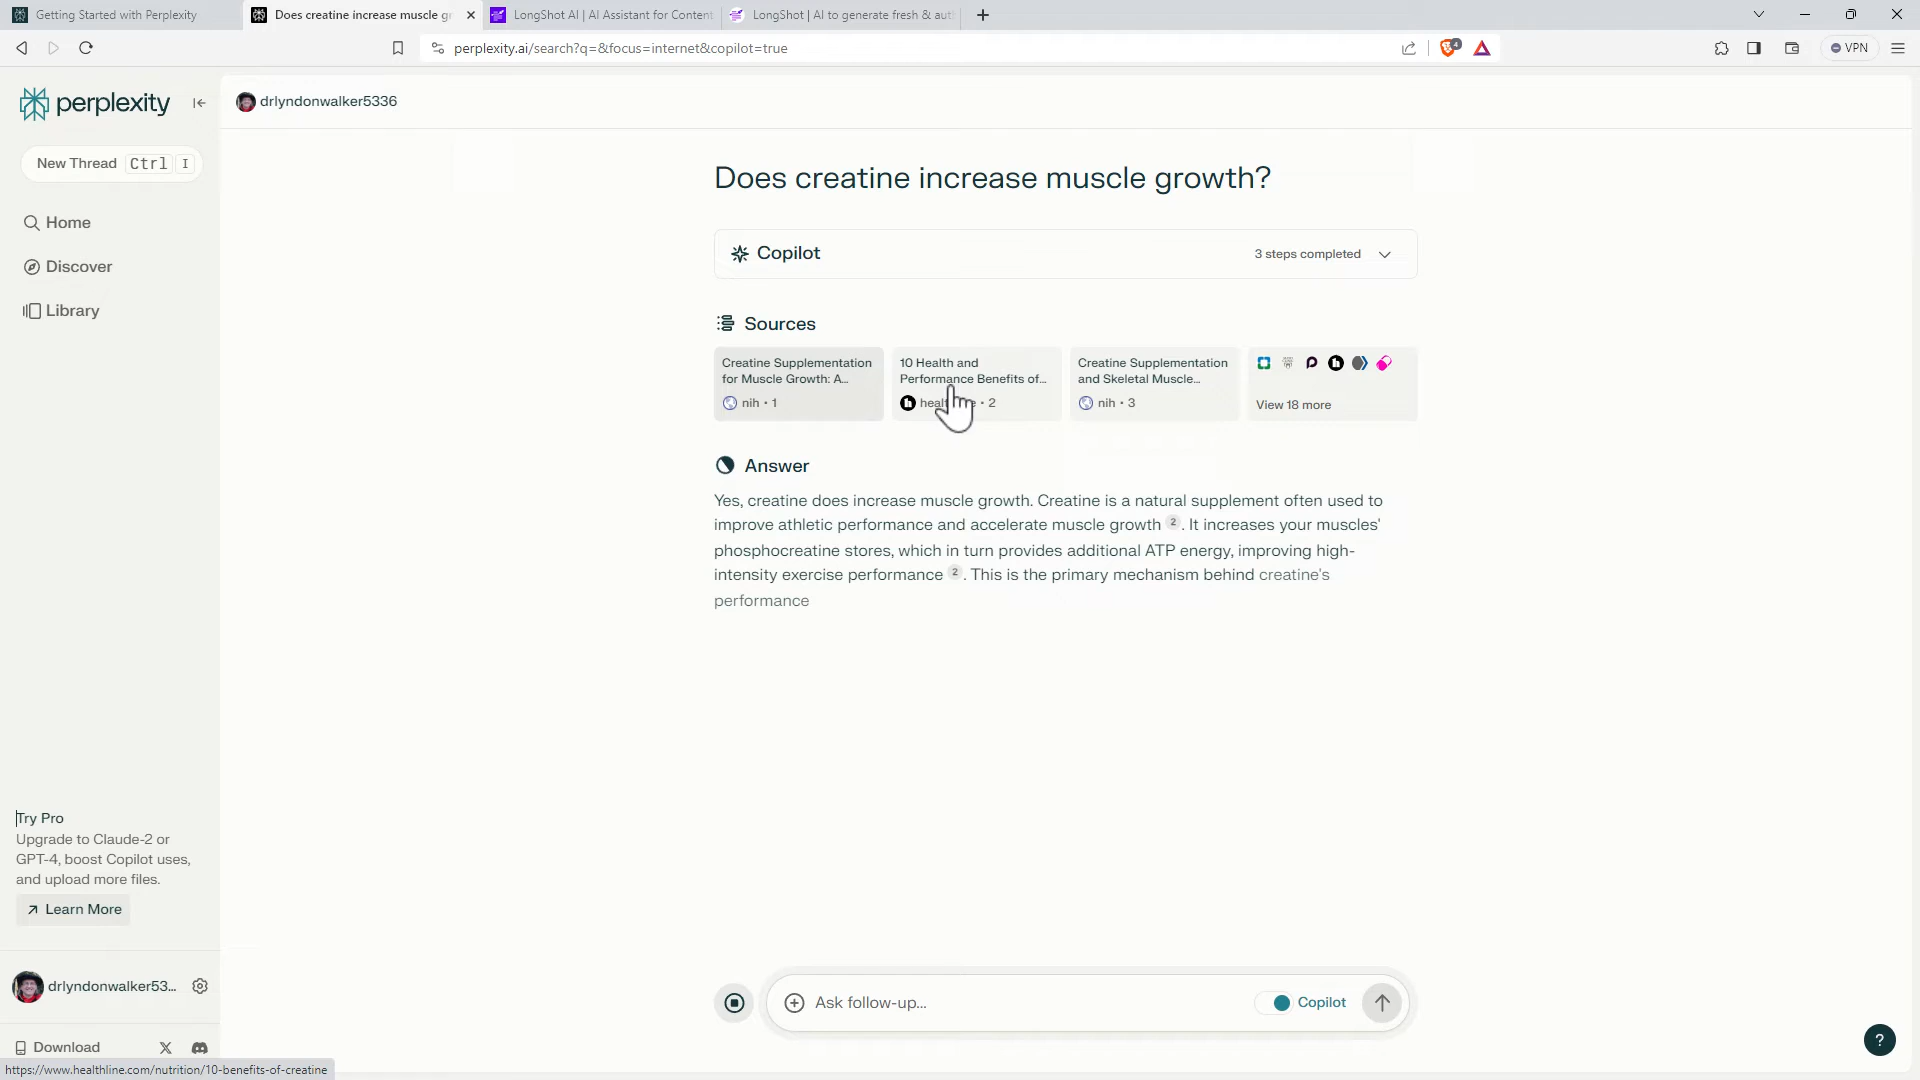 Getting Started with Perplexity
Does creatine increase muscle g
LongShot AI | AI Assistant for Content
LongShot | AI to generate fresh & aut
perplexity.ai/search?q=&focus=internet&copilot=true
4
VPN
perplexity
drlyndonwalker5336
New Thread Ctrl I
Home
Discover
Library
Does creatine increase muscle growth?
Copilot
3 steps completed
Sources
Creatine Supplementation
for Muscle Growth: A...
nih • 1
10 Health and
Performance Benefits of...
• 2
Creatine Supplementation
and Skeletal Muscle...
nih • 3
View 18 more
Answer
Yes, creatine does increase muscle growth. Creatine is a natural supplement often used to
improve athletic performance and accelerate muscle growth 2. It increases your muscles'
phosphocreatine stores, which in turn provides additional ATP energy, improving high-
intensity exercise performance 2. This is the primary mechanism behind creatine's
performance
Try Pro
Upgrade to Claude-2 or
GPT-4, boost Copilot uses,
and upload more files.
Learn More
drlyndonwalker53...
Ask follow-up...
Copilot
Download
?
https://www.healthline.com/nutrition/10-benefits-of-creatine